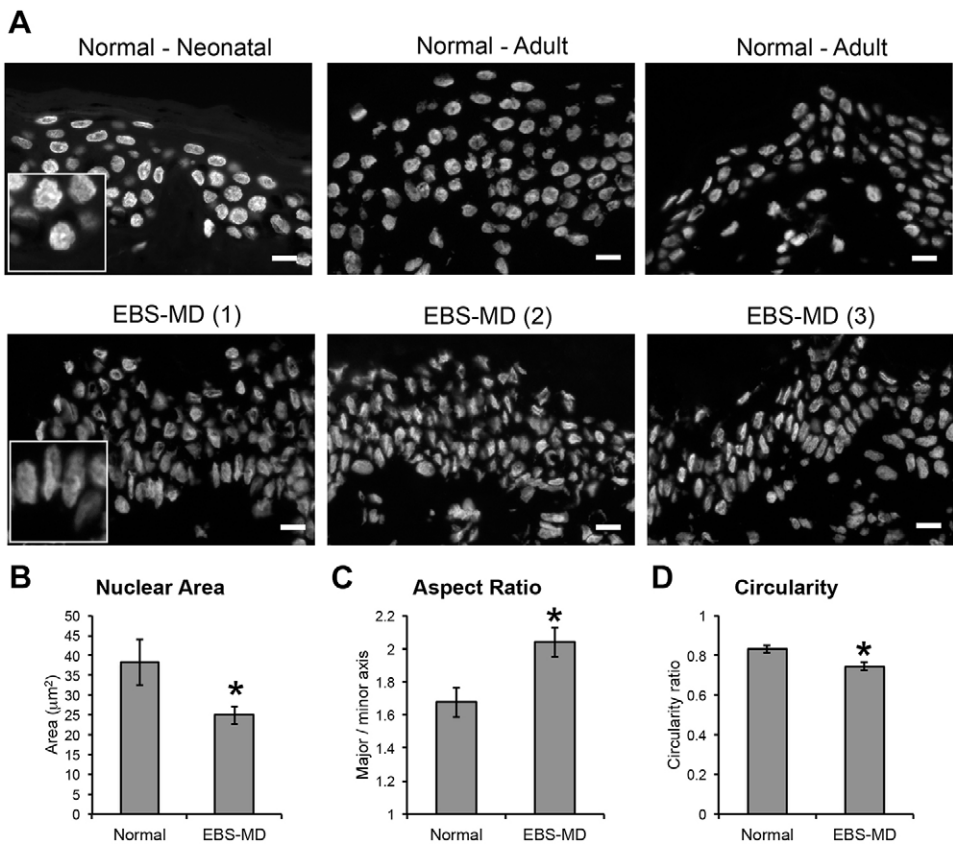 A
Normal - Neonatal
Normal - Adult
Normal - Adult
EBS-MD (1)
EBS-MD (2)
EBS-MD (3)
B
Nuclear Area
Area (μm²)
50
45
40
35
30
25
20
15
10
5
0
*
Normal
EBS-MD
C
Aspect Ratio
Major / minor axis
2.2
2
1.8
1.6
1.4
1.2
1
*
Normal
EBS-MD
D
Circularity
Circularity ratio
1
0.8
0.6
0.4
0.2
0
*
Normal
EBS-MD